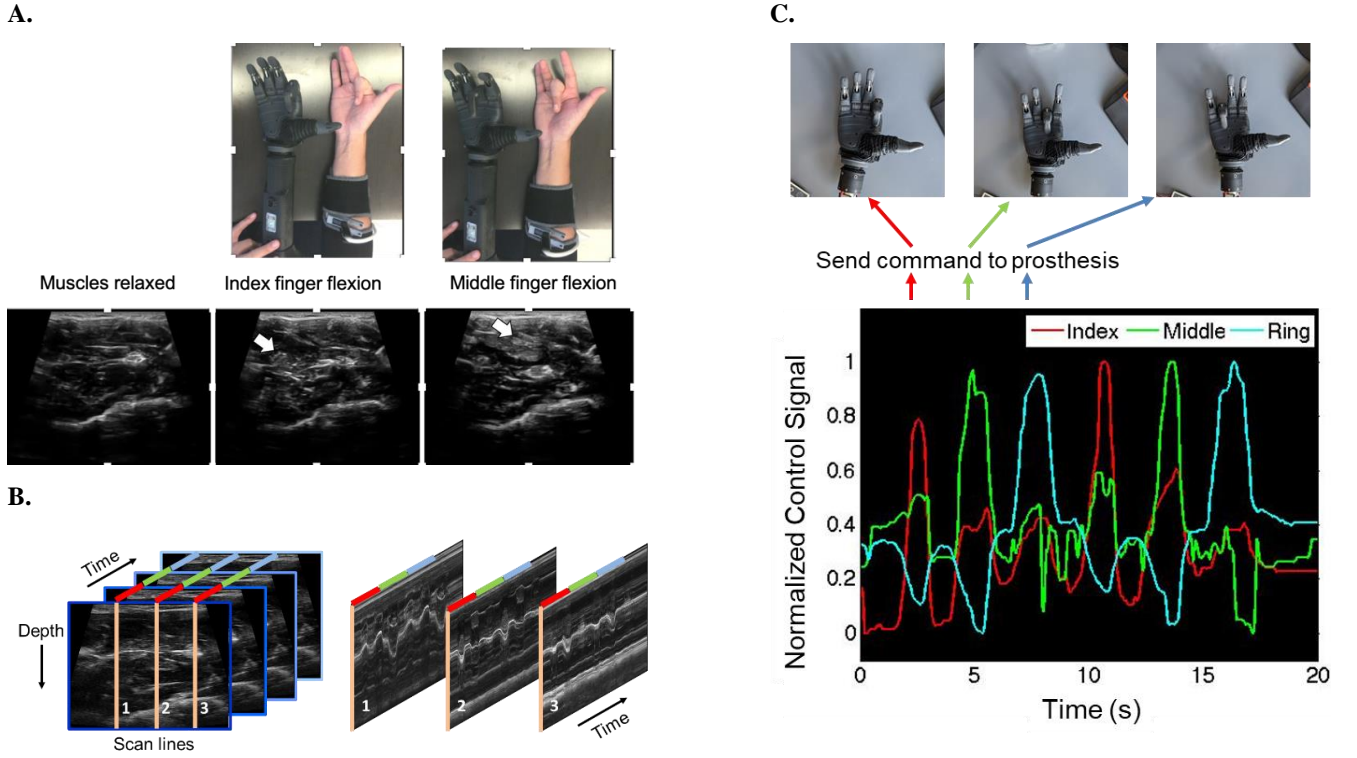 A.
Muscles relaxed
Index finger flexion
Middle finger flexion
B.
Time
Depth
1 2 3
Scan lines
1 2 3
Time
C.
Send command to prosthesis
Index Middle Ring
Normalized Control Signal
1
0.8
0.6
0.4
0.2
0
0 5 10 15 20
Time (s)